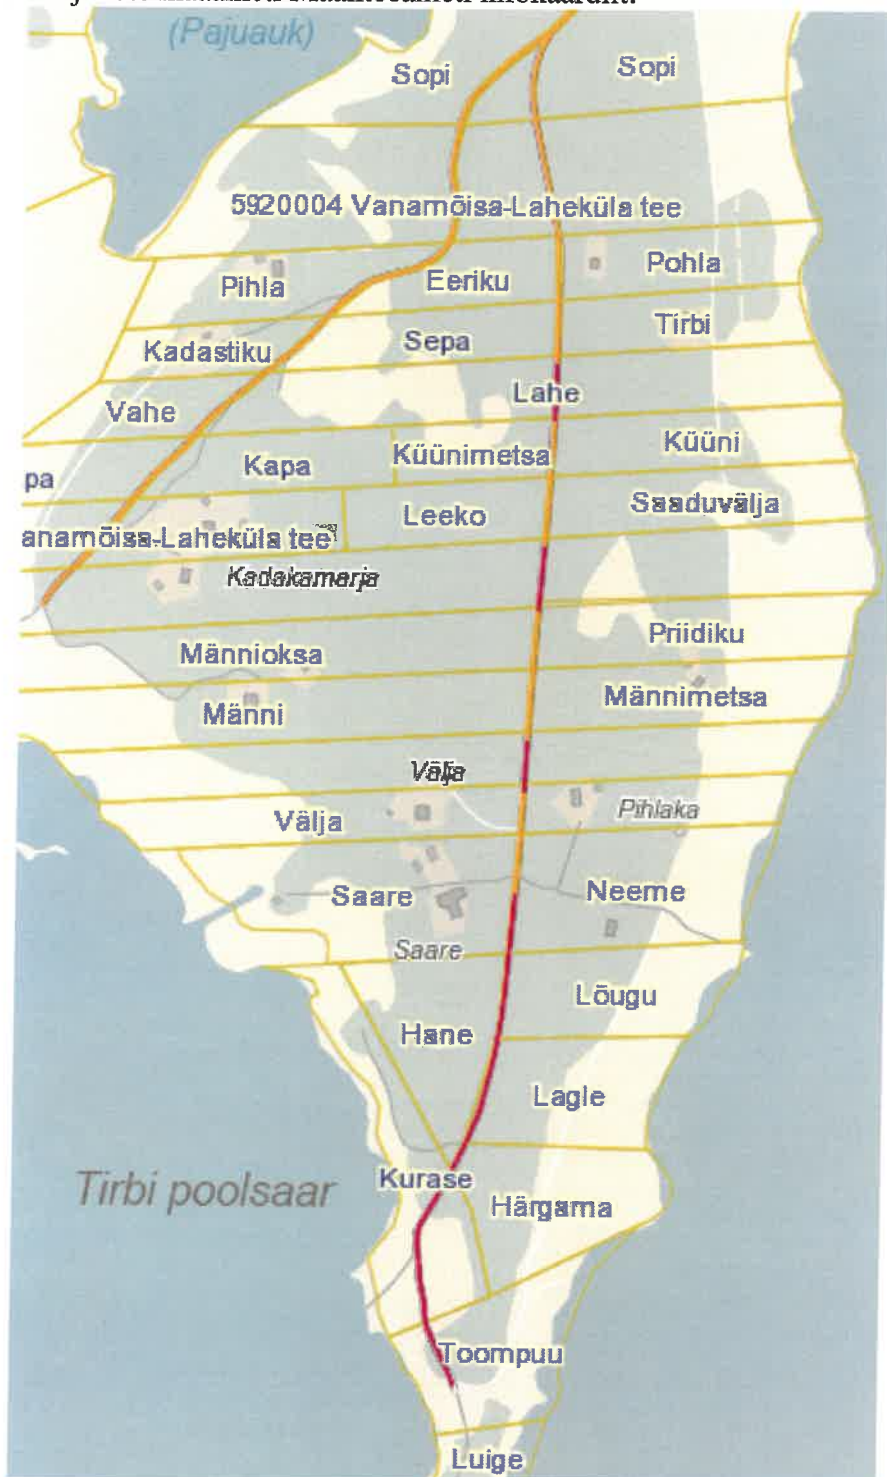 (Pajuauk)
Sopi
Sopi
5920004 Vanamõisa-Laheküla tee
Pihla
Eeriku
Pohla
Kadastiku
Sepa
Tirbi
Vahe
Lahe
pa
Kapa
Küünimetsa
Küüni
Leeko
Saaduvälja
anamõisa-Laheküla tee
Kadakamarja
Männioksa
Priidiku
Männi
Männimetsa
Välja
Välja
Pihlaka
Saare
Neeme
Saare
Lõugu
Hane
Lagle
Tirbi poolsaar
Kurase
Härgama
Toompuu
Luige